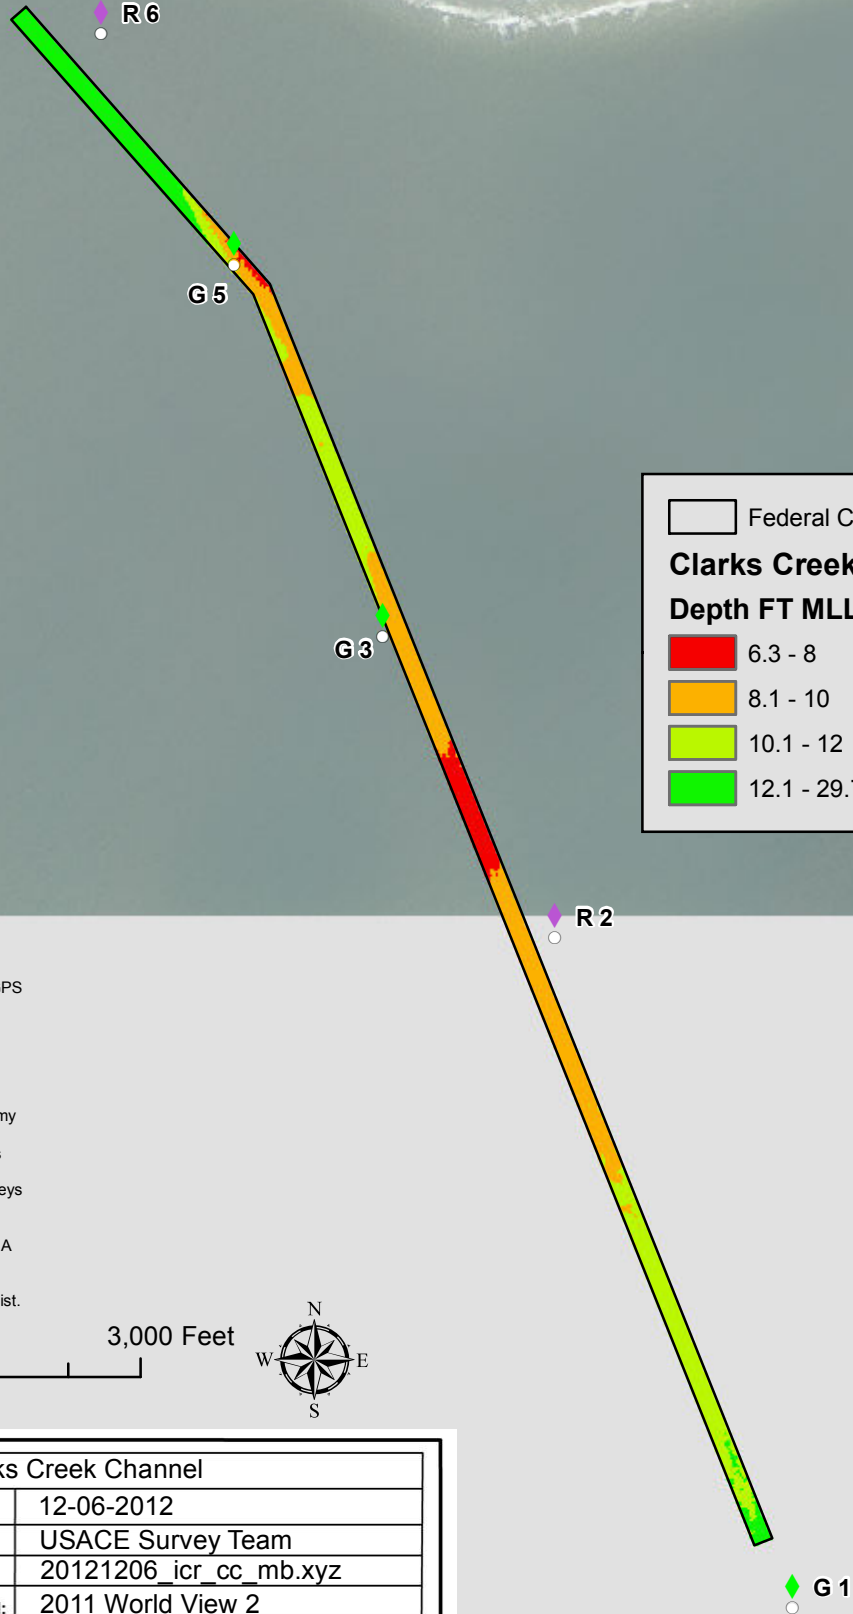 R 6
G 5
Federal C
Clarks Creek
Depth FT MLL
6.3 - 8
8.1 - 10
10.1 - 12
12.1 - 29.7
G 3
R 2
GPS
my
s
eys
A
ist.
3,000 Feet
N
W E
S
ks Creek Channel
12-06-2012
USACE Survey Team
20121206_icr_cc_mb.xyz
d: 2011 World View 2
G 1